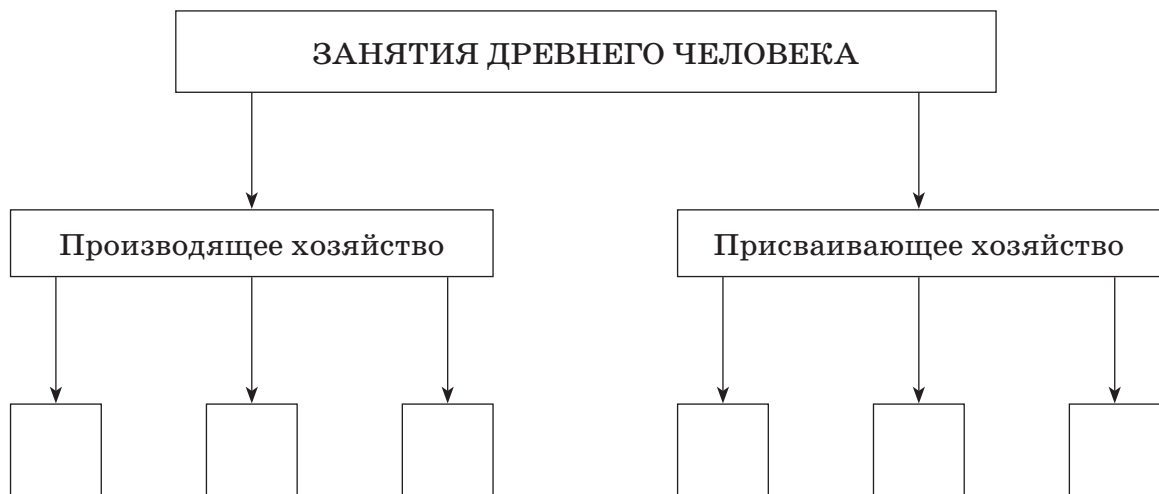 ЗАНЯТИЯ ДРЕВНЕГО ЧЕЛОВЕКА
Производящее хозяйство
Присваивающее хозяйство